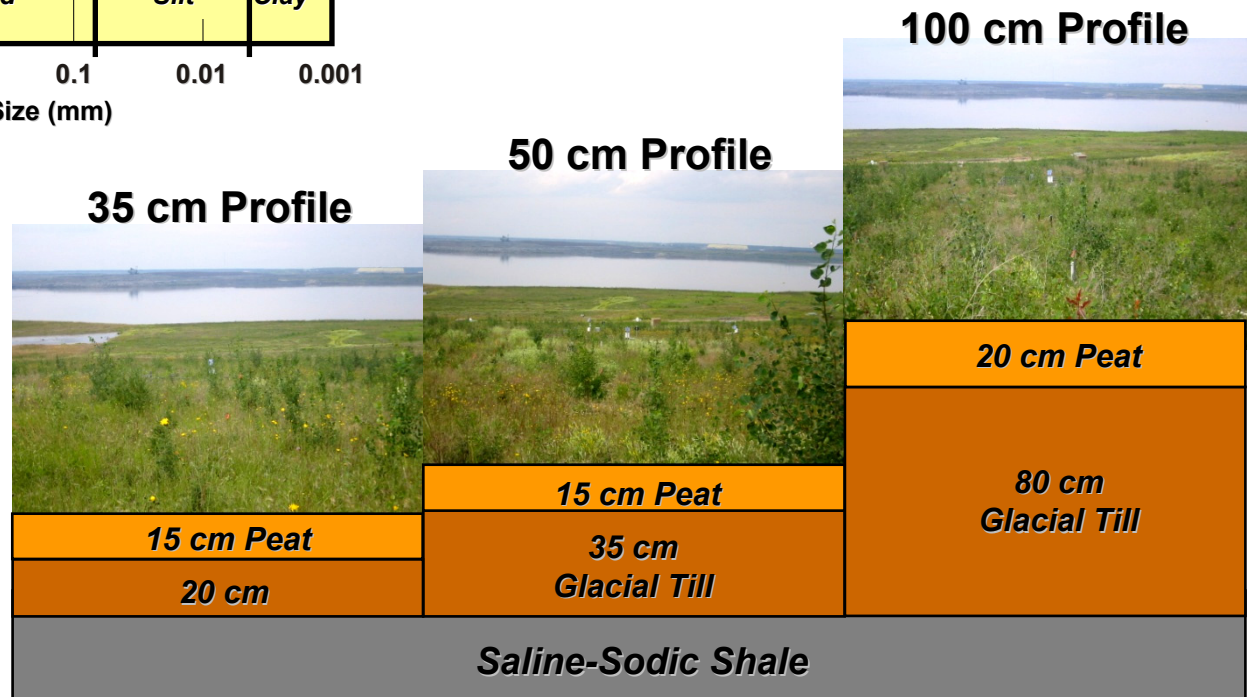 Silt
Clay
0.1 0.01 0.001
Size (mm)
100 cm Profile
50 cm Profile
35 cm Profile
20 cm Peat
80 cm
Glacial Till
15 cm Peat
35 cm
Glacial Till
15 cm Peat
20 cm
Saline-Sodic Shale